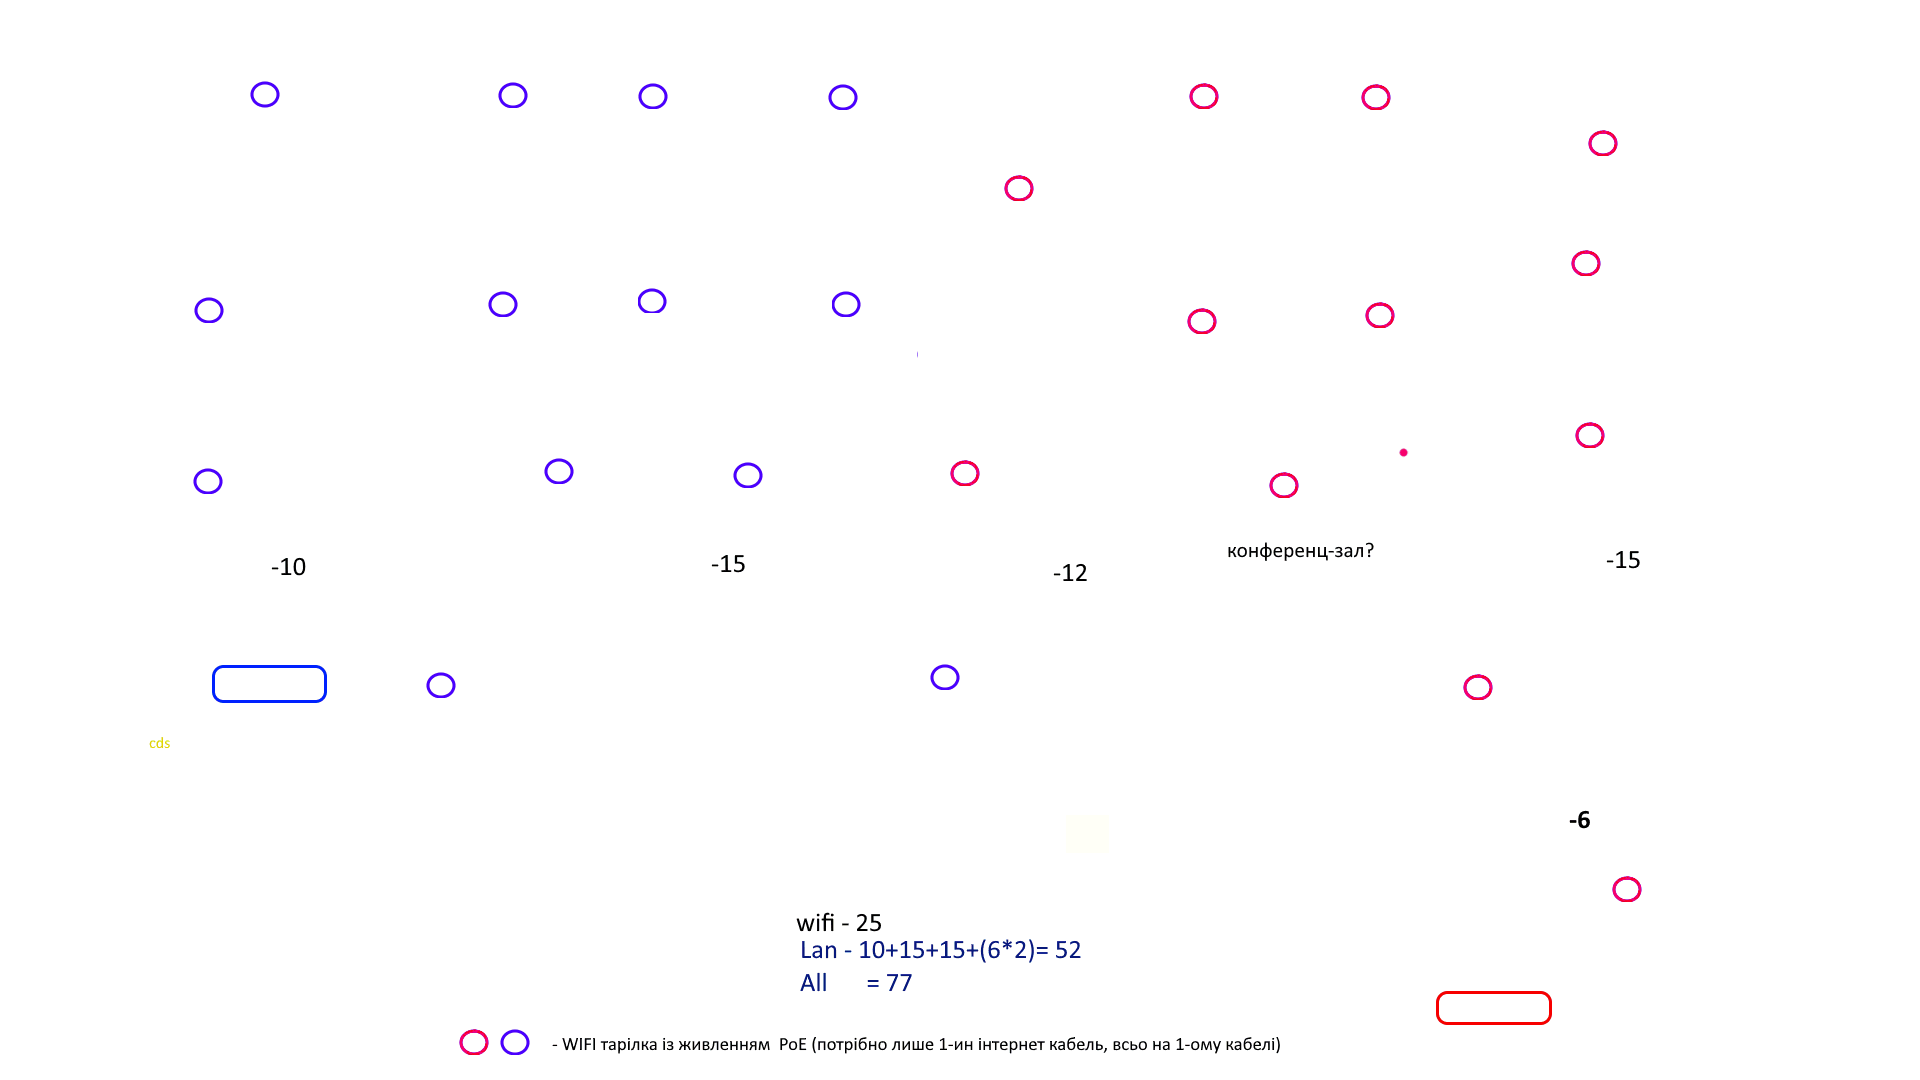 конференц-зал?
-10
-15
-12
-15
cds
-6
wifi - 25
Lan - 10+15+15+(6*2)= 52
All = 77
- WIFI тарілка із живленням PoE (потрібно лише 1-ин інтернет кабель, всьо на 1-ому кабелі)